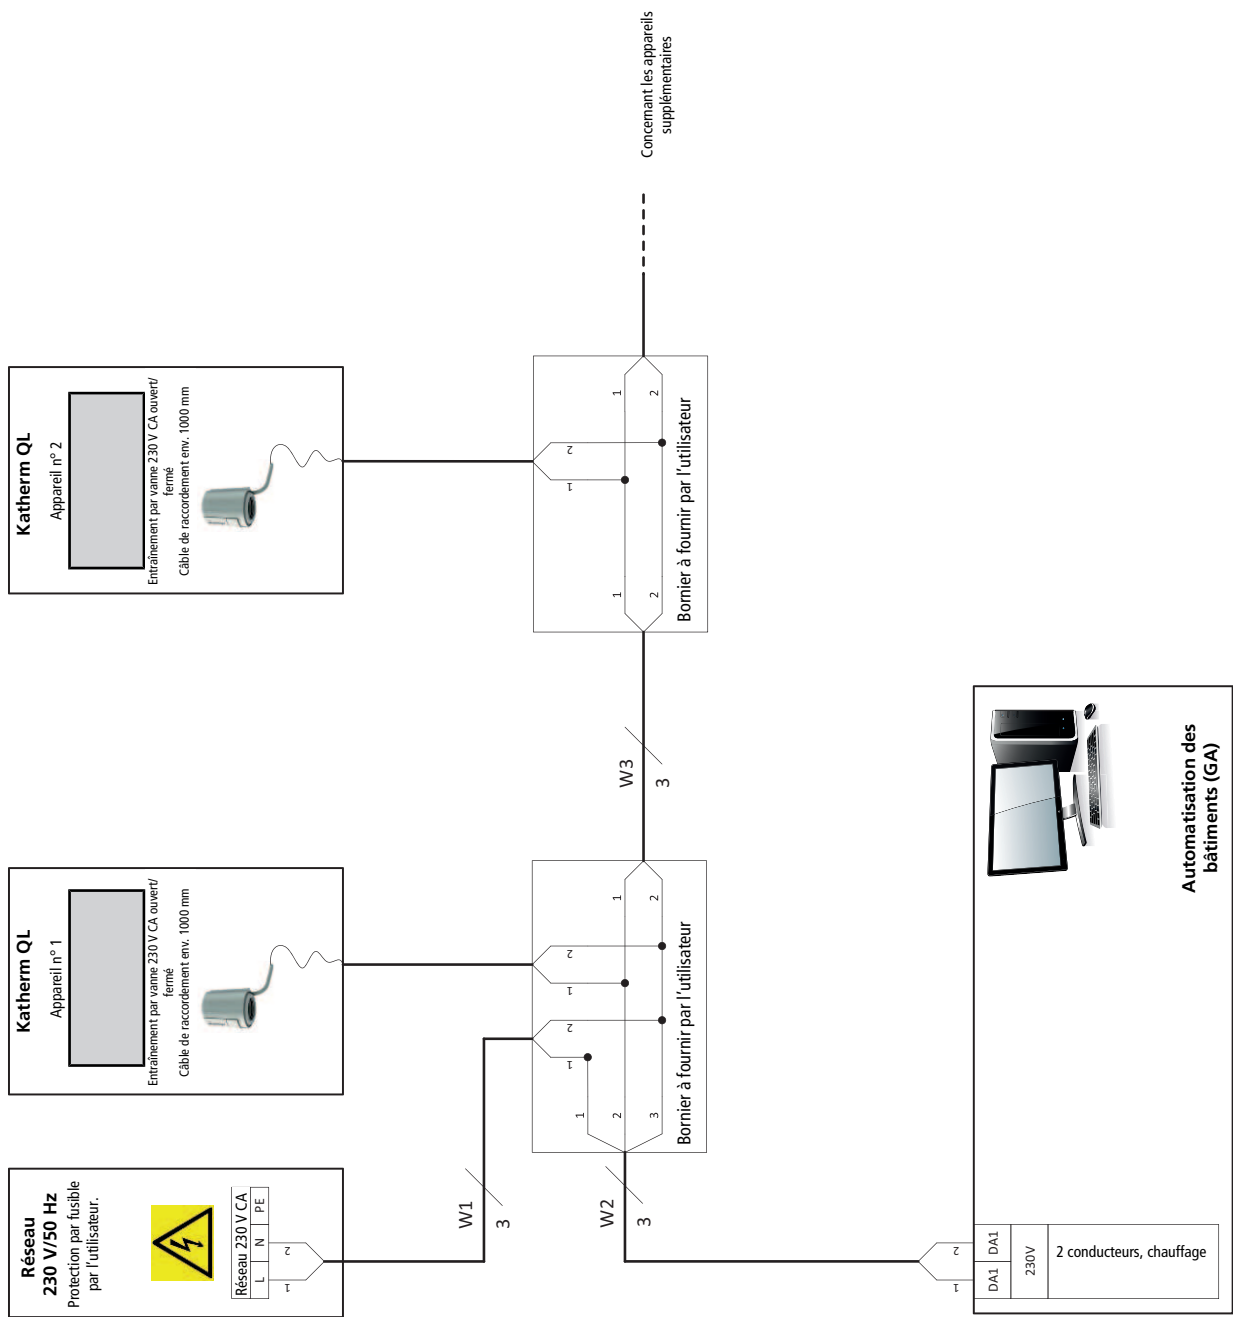 Réseau
230 V/50 Hz
Protection par fusible
par l'utilisateur.
Réseau 230 V CA
L N PE
1 2
Katherm QL
Appareil n° 1
Entraînement par vanne 230 V CA ouvert/
fermé
Câble de raccordement env. 1000 mm
Katherm QL
Appareil n° 2
Entraînement par vanne 230 V CA ouvert/
fermé
Câble de raccordement env. 1000 mm
W1
3
W2
3
1 2
1 2
1
2
3
1
2
Bornier à fournir par l'utilisateur
W3
3
1 2
1
2
1
2
Bornier à fournir par l'utilisateur
Concernant les appareils
supplémentaires
1 2
DA1 DA1
230V
2 conducteurs, chauffage
Automatisation des
bâtiments (GA)